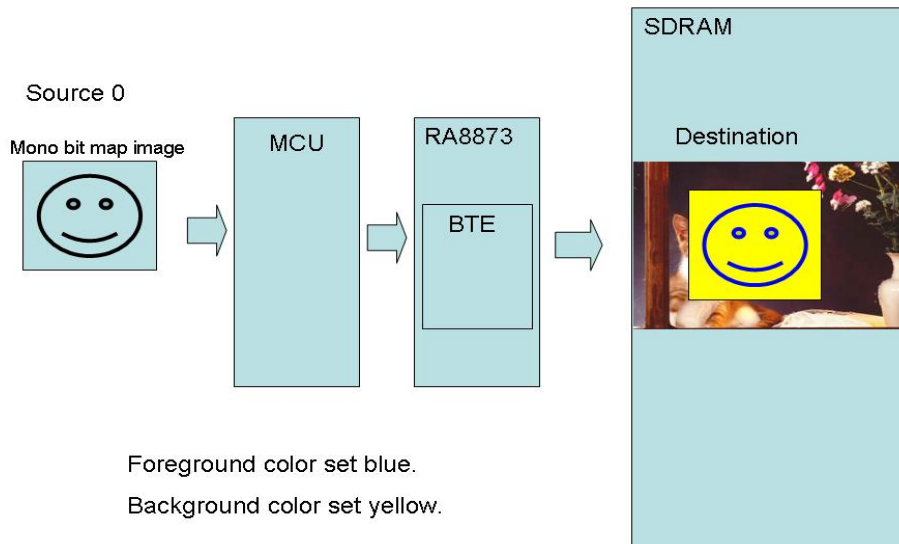 SDRAM
Source 0
Mono bit map image
MCU
RA8873
BTE
Destination
Foreground color set blue.
Background color set yellow.